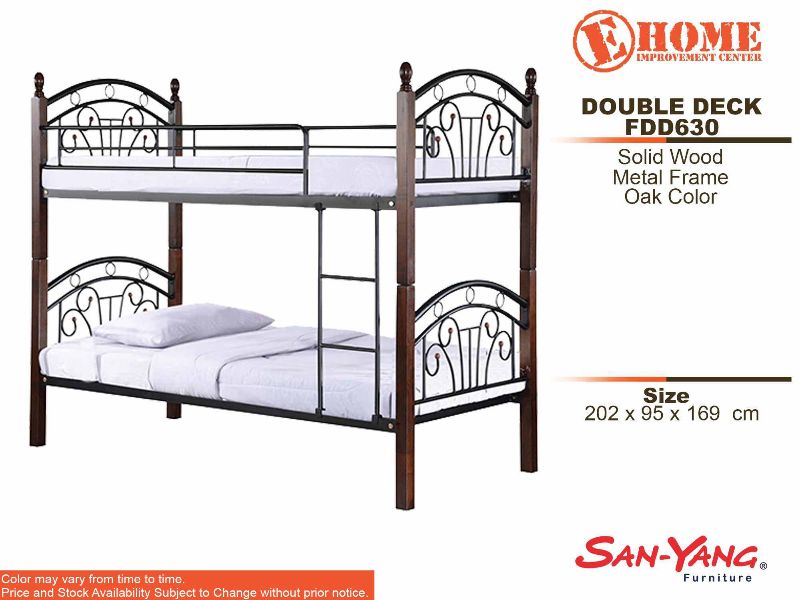 E HOME
IMPROVEMENT CENTER
DOUBLE DECK
FDD630
Solid Wood
Metal Frame
Oak Color
Size
202 x 95 x 169 cm
SAN-YANG®
Furniture
Color may vary from time to time.
Price and Stock Availability Subject to Change without prior notice.